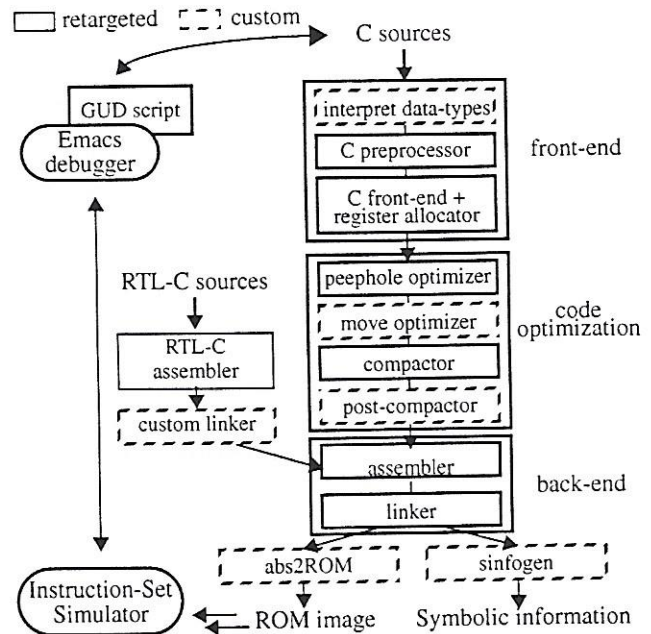 retargeted
custom
C sources
GUD script
Emacs
debugger
interpret data-types
C preprocessor
C front-end +
register allocator
front-end
RTL-C sources
RTL-C
assembler
custom linker
peephole optimizer
move optimizer
compactor
post-compactor
code
optimization
assembler
linker
back-end
abs2ROM
sinfogen
Instruction-Set
Simulator
ROM image
Symbolic information